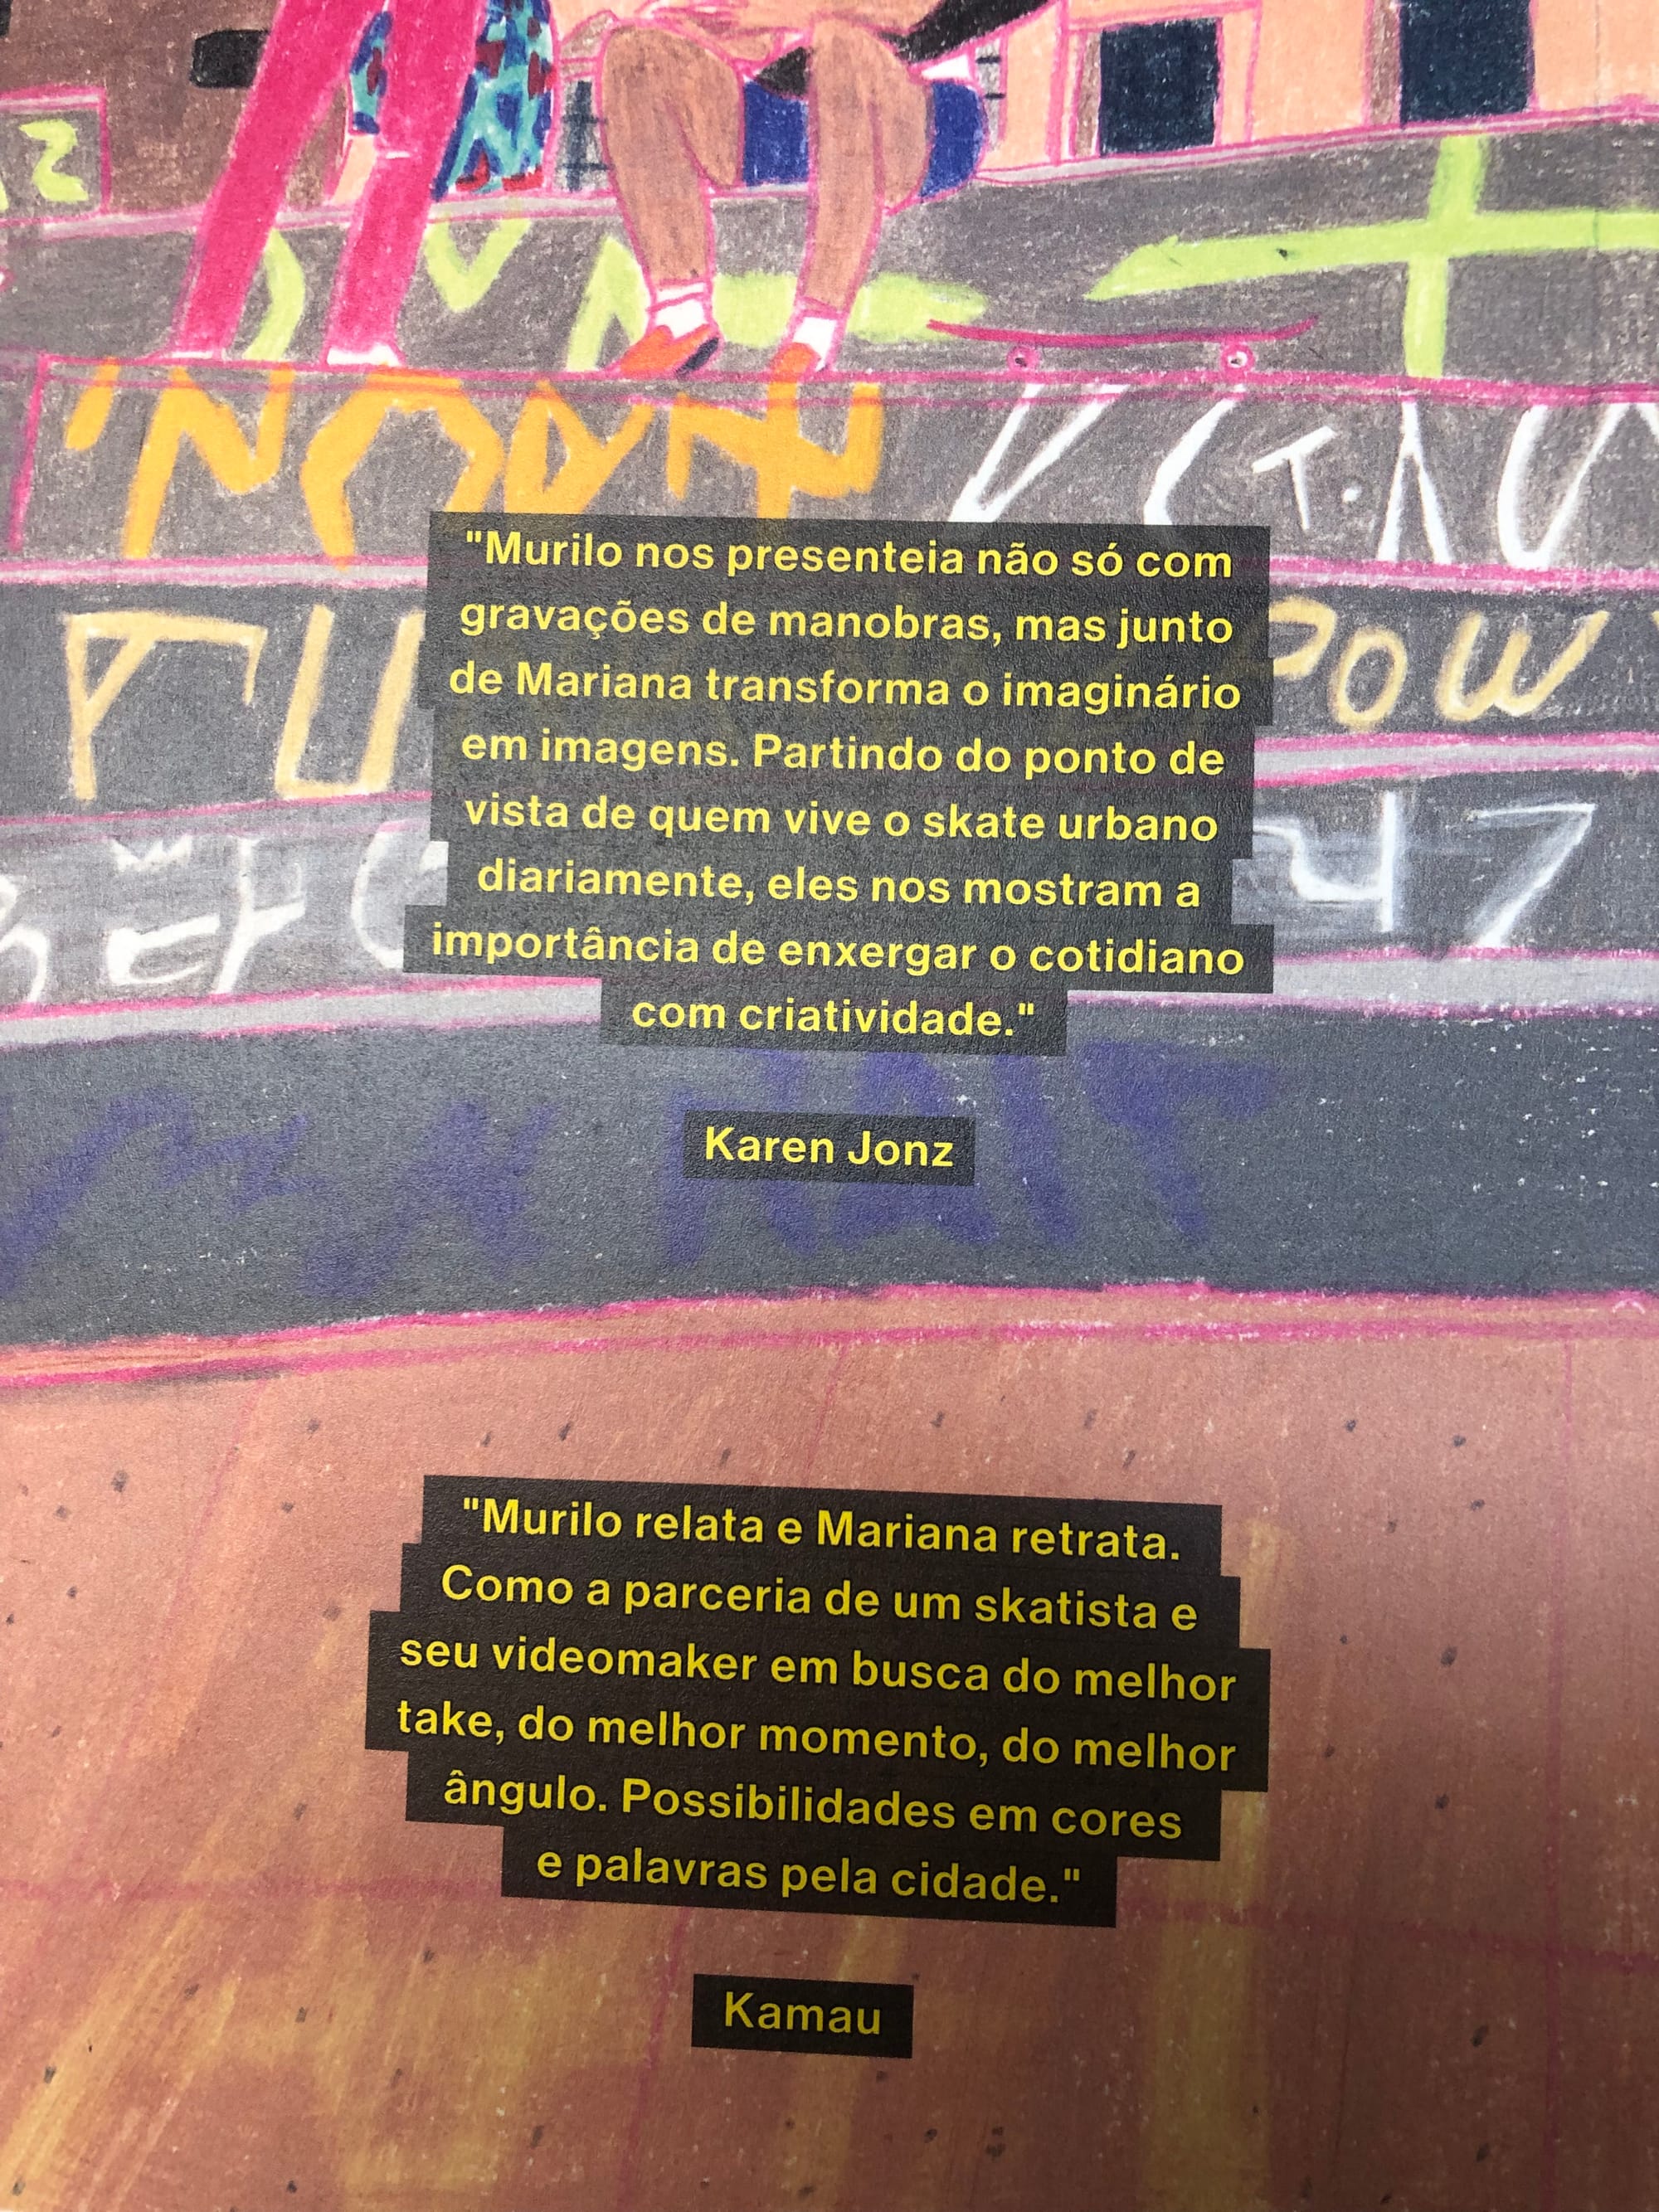 "Murilo nos presenteia não só com
gravações de manobras, mas junto
de Mariana transforma o imaginário
em imagens. Partindo do ponto de
vista de quem vive o skate urbano
diariamente, eles nos mostram a
importância de enxergar o cotidiano
com criatividade."
Karen Jonz
"Murilo relata e Mariana retrata.
Como a parceria de um skatista e
seu videomaker em busca do melhor
take, do melhor momento, do melhor
ângulo. Possibilidades em cores
e palavras pela cidade."
Kamau